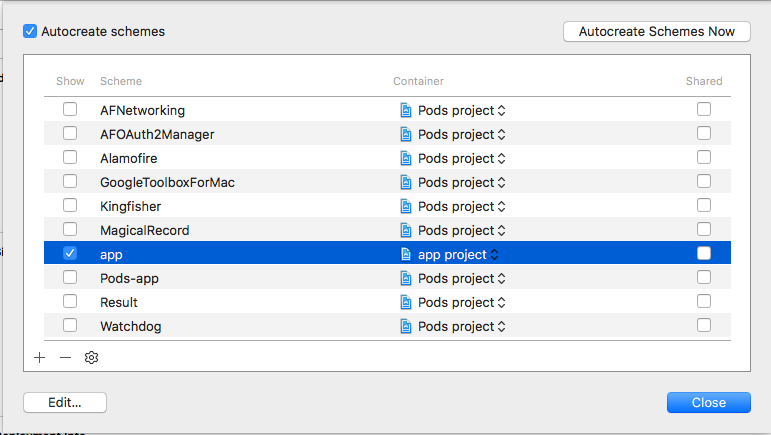 Autocreate schemes
Autocreate Schemes Now
Show Scheme Container Shared
AFNetworking Pods project
AFOAuth2Manager Pods project
Alamofire Pods project
GoogleToolboxForMac Pods project
Kingfisher Pods project
MagicalRecord Pods project
app app project
Pods-app Pods project
Result Pods project
Watchdog Pods project
Edit...
Close